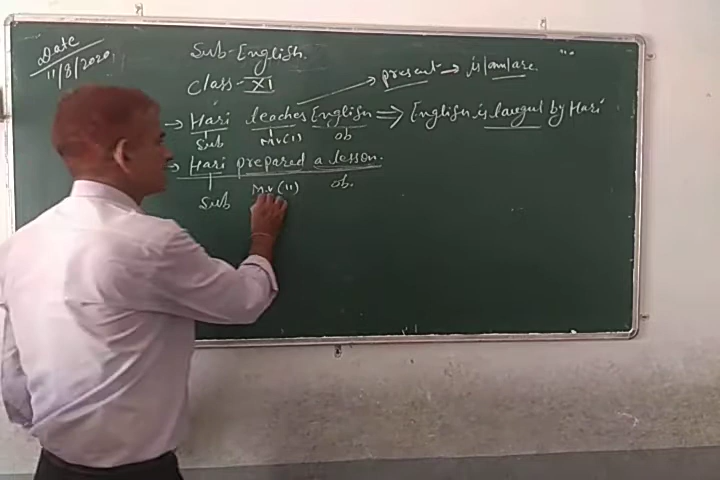 Date
11/8/2020
Sub-English.
Class-XI
present → is/am/are.
→ Hari teaches English ⇒ English is taught by Hari
Sub M.v(1) ob
→ Hari prepared a lesson.
Sub M.v(11) ob.